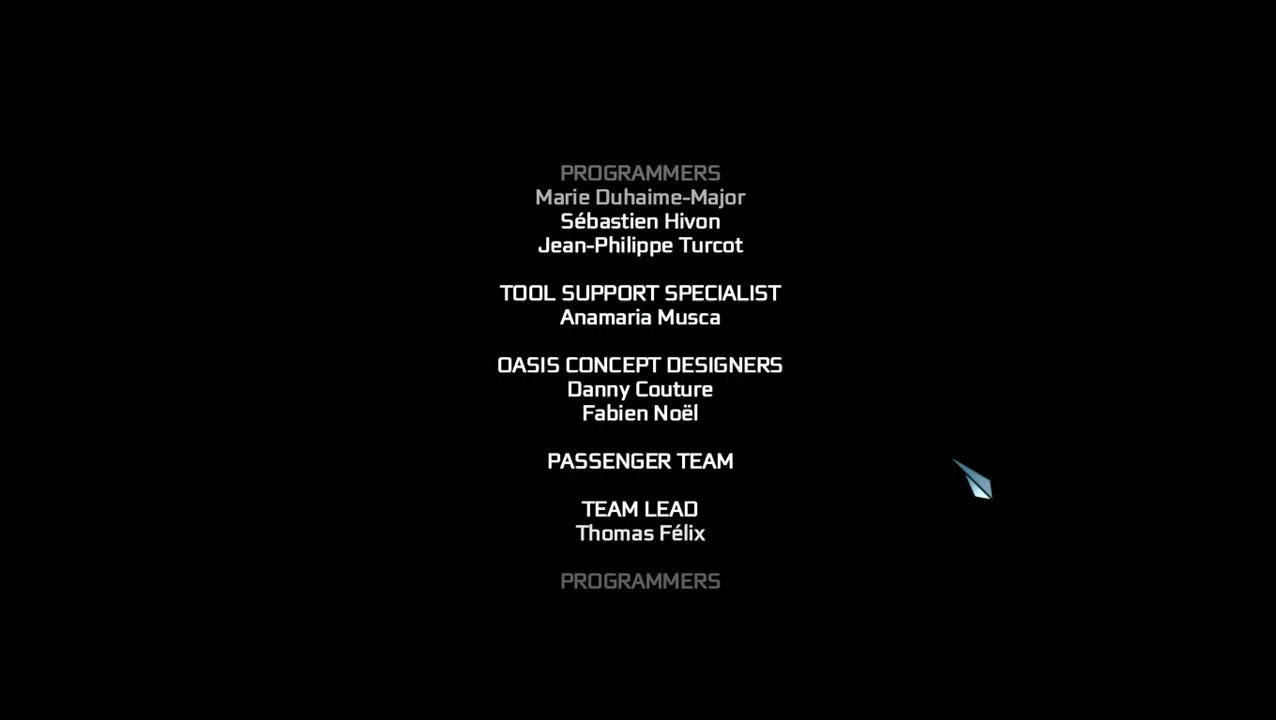 PROGRAMMERS
Marie Duhaime-Major
Sébastien Hivon
Jean-Philippe Turcot
TOOL SUPPORT SPECIALIST
Anamaria Musca
OASIS CONCEPT DESIGNERS
Danny Couture
Fabien Noël
PASSENGER TEAM
TEAM LEAD
Thomas Félix
PROGRAMMERS